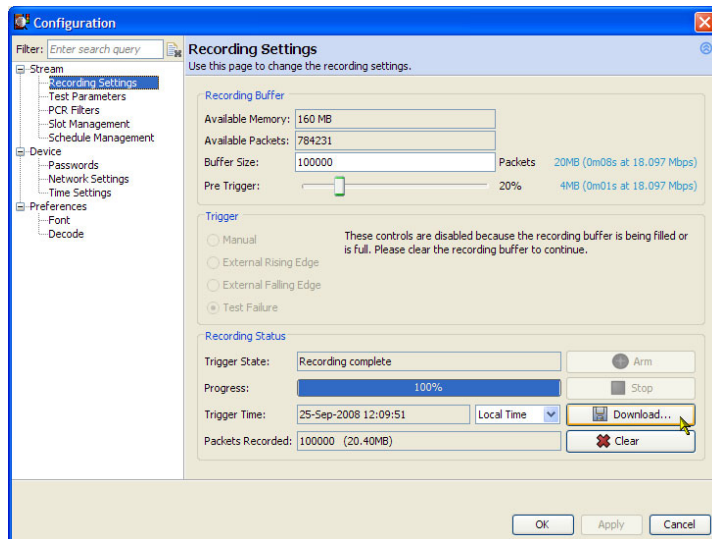 Configuration
Filter: Enter search query
Stream
Recording Settings
Test Parameters
PCR Filters
Slot Management
Schedule Management
Device
Passwords
Network Settings
Time Settings
Preferences
Font
Decode
Recording Settings
Use this page to change the recording settings.
Recording Buffer
Available Memory: 160 MB
Available Packets: 784231
Buffer Size: 100000 Packets 20MB (0m08s at 18.097 Mbps)
Pre Trigger: 20% 4MB (0m01s at 18.097 Mbps)
Trigger
Manual
External Rising Edge
External Falling Edge
Test Failure
These controls are disabled because the recording buffer is being filled or
is full. Please clear the recording buffer to continue.
Recording Status
Trigger State: Recording complete Arm
Progress: 100% Stop
Trigger Time: 25-Sep-2008 12:09:51 Local Time Download...
Packets Recorded: 100000 (20.40MB) Clear
OK Apply Cancel